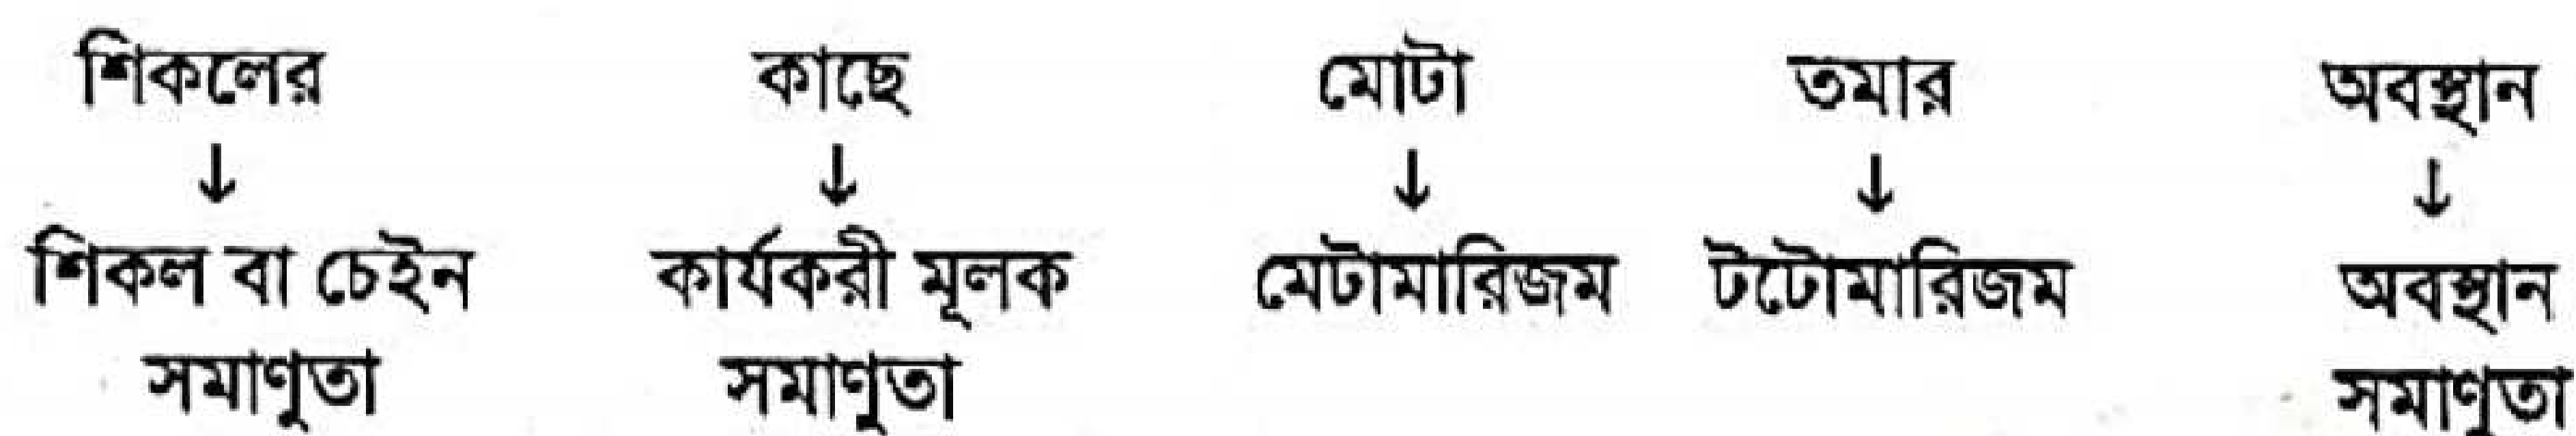 শিকলের কাছে মোটা তমার অবস্থান
↓ ↓ ↓ ↓ ↓
শিকল বা চেইন কার্যকরী মূলক মেটামারিজম টটোমারিজম অবস্থান
সমাণুতা সমাণুতা সমাণুতা